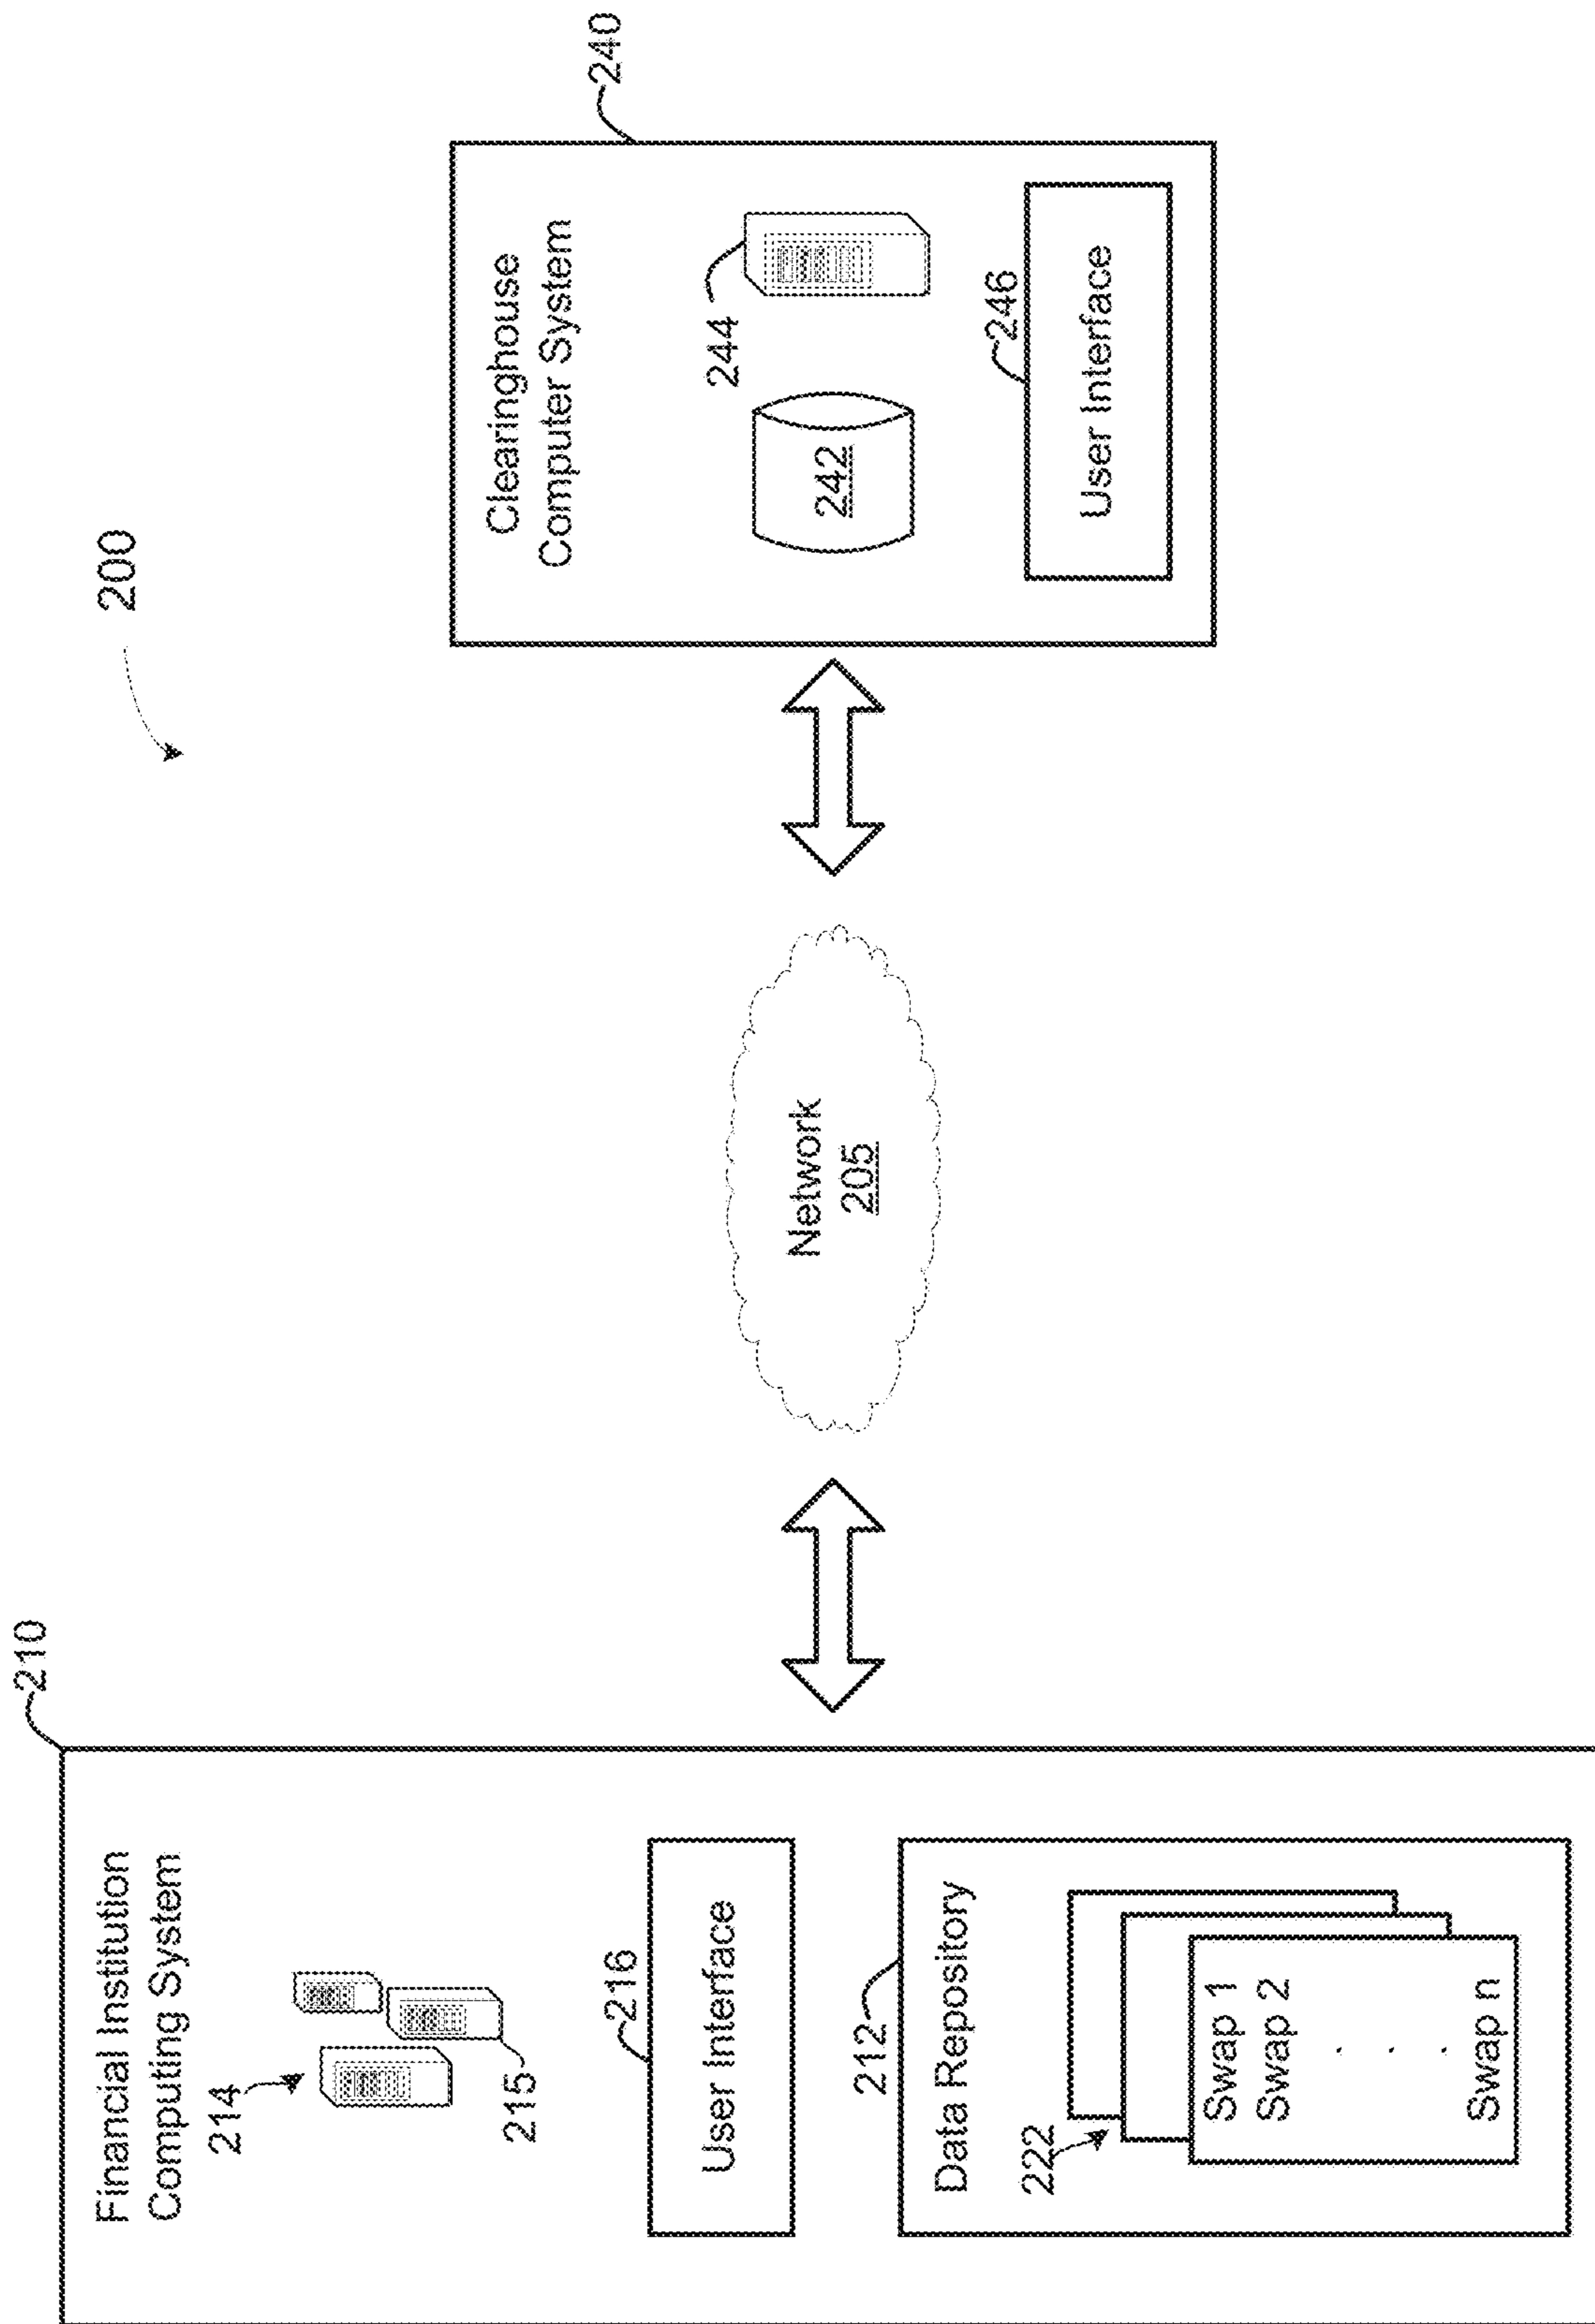 200
210
Financial Institution
Computing System
214
215
216
User Interface
212
Data Repository
222
Swap 1
Swap 2
.
.
.
Swap n
Network
205
240
Clearinghouse
Computer System
244
242
246
User Interface